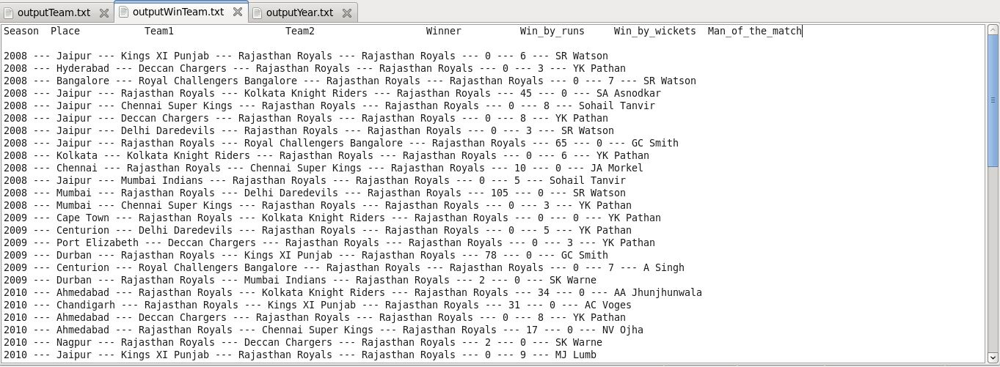 outputTeam.txt outputWinTeam.txt outputYear.txt
Season Place Team1 Team2 Winner Win_by_runs Win_by_wickets Man_of_the_match
2008 --- Jaipur --- Kings XI Punjab --- Rajasthan Royals --- Rajasthan Royals --- 0 --- 6 --- SR Watson
2008 --- Hyderabad --- Deccan Chargers --- Rajasthan Royals --- Rajasthan Royals --- 0 --- 3 --- YK Pathan
2008 --- Bangalore --- Royal Challengers Bangalore --- Rajasthan Royals --- Rajasthan Royals --- 0 --- 7 --- SR Watson
2008 --- Jaipur --- Rajasthan Royals --- Kolkata Knight Riders --- Rajasthan Royals --- 45 --- 0 --- SA Asnodkar
2008 --- Jaipur --- Chennai Super Kings --- Rajasthan Royals --- Rajasthan Royals --- 0 --- 8 --- Sohail Tanvir
2008 --- Jaipur --- Deccan Chargers --- Rajasthan Royals --- Rajasthan Royals --- 0 --- 8 --- YK Pathan
2008 --- Jaipur --- Delhi Daredevils --- Rajasthan Royals --- Rajasthan Royals --- 0 --- 3 --- SR Watson
2008 --- Jaipur --- Rajasthan Royals --- Royal Challengers Bangalore --- Rajasthan Royals --- 65 --- 0 --- GC Smith
2008 --- Kolkata --- Kolkata Knight Riders --- Rajasthan Royals --- Rajasthan Royals --- 0 --- 6 --- YK Pathan
2008 --- Chennai --- Rajasthan Royals --- Chennai Super Kings --- Rajasthan Royals --- 10 --- 0 --- JA Morkel
2008 --- Jaipur --- Mumbai Indians --- Rajasthan Royals --- Rajasthan Royals --- 0 --- 5 --- Sohail Tanvir
2008 --- Mumbai --- Rajasthan Royals --- Delhi Daredevils --- Rajasthan Royals --- 105 --- 0 --- SR Watson
2008 --- Mumbai --- Chennai Super Kings --- Rajasthan Royals --- Rajasthan Royals --- 0 --- 3 --- YK Pathan
2009 --- Cape Town --- Rajasthan Royals --- Kolkata Knight Riders --- Rajasthan Royals --- 0 --- 0 --- YK Pathan
2009 --- Centurion --- Delhi Daredevils --- Rajasthan Royals --- Rajasthan Royals --- 0 --- 5 --- YK Pathan
2009 --- Port Elizabeth --- Deccan Chargers --- Rajasthan Royals --- Rajasthan Royals --- 0 --- 3 --- YK Pathan
2009 --- Durban --- Rajasthan Royals --- Kings XI Punjab --- Rajasthan Royals --- 78 --- 0 --- GC Smith
2009 --- Centurion --- Royal Challengers Bangalore --- Rajasthan Royals --- Rajasthan Royals --- 0 --- 7 --- A Singh
2009 --- Durban --- Rajasthan Royals --- Mumbai Indians --- Rajasthan Royals --- 2 --- 0 --- SK Warne
2010 --- Ahmedabad --- Rajasthan Royals --- Kolkata Knight Riders --- Rajasthan Royals --- 34 --- 0 --- AA Jhunjhunwala
2010 --- Chandigarh --- Rajasthan Royals --- Kings XI Punjab --- Rajasthan Royals --- 31 --- 0 --- AC Voges
2010 --- Ahmedabad --- Deccan Chargers --- Rajasthan Royals --- Rajasthan Royals --- 0 --- 8 --- YK Pathan
2010 --- Ahmedabad --- Rajasthan Royals --- Chennai Super Kings --- Rajasthan Royals --- 17 --- 0 --- NV Ojha
2010 --- Nagpur --- Rajasthan Royals --- Deccan Chargers --- Rajasthan Royals --- 2 --- 0 --- SK Warne
2010 --- Jaipur --- Kings XI Punjab --- Rajasthan Royals --- Rajasthan Royals --- 0 --- 9 --- MJ Lumb